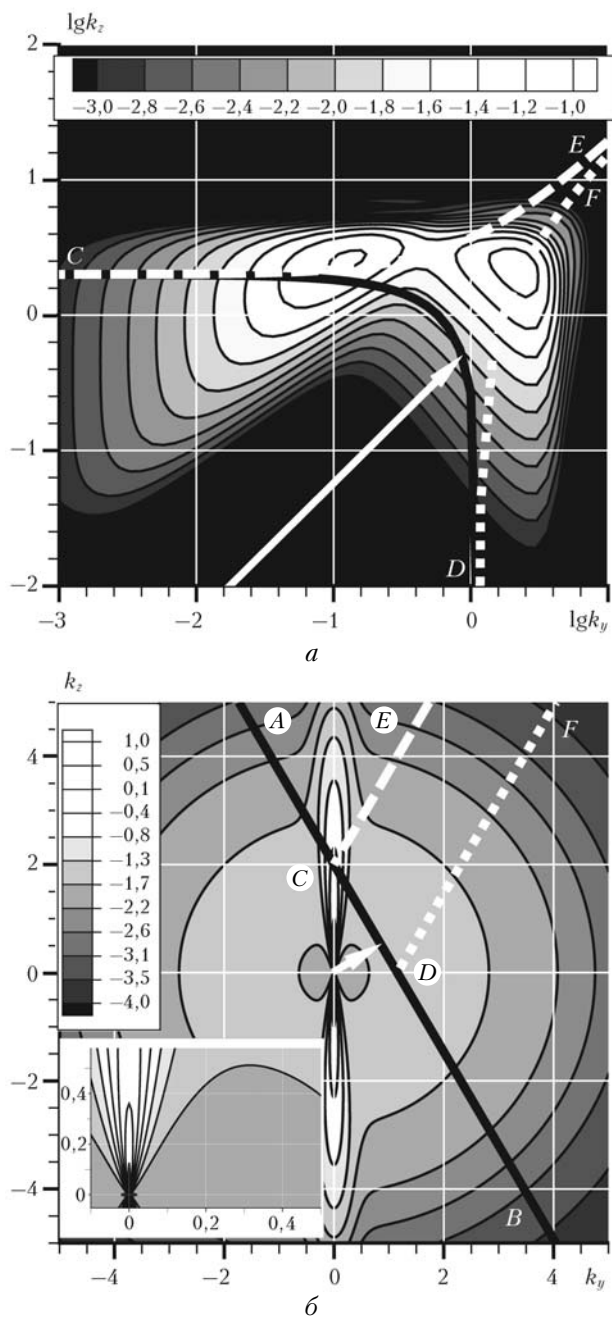 lgk_z
2
−3,0 −2,8 −2,6 −2,4 −2,2 −2,0 −1,8 −1,6 −1,4 −1,2 −1,0
E
1
F
C
0
−1
D
−2
−3 −2 −1 0 lgk_y
а
k_z
A E F
4
1,0
0,5
0,1
−0,4
−0,8
−1,3
−1,7
−2,2
−2,6
−3,1
−3,5
−4,0
2
C
0
D
−2
0,4
0,2
0
0 0,2 0,4
−4
B
−4 −2 0 2 4 k_y
б